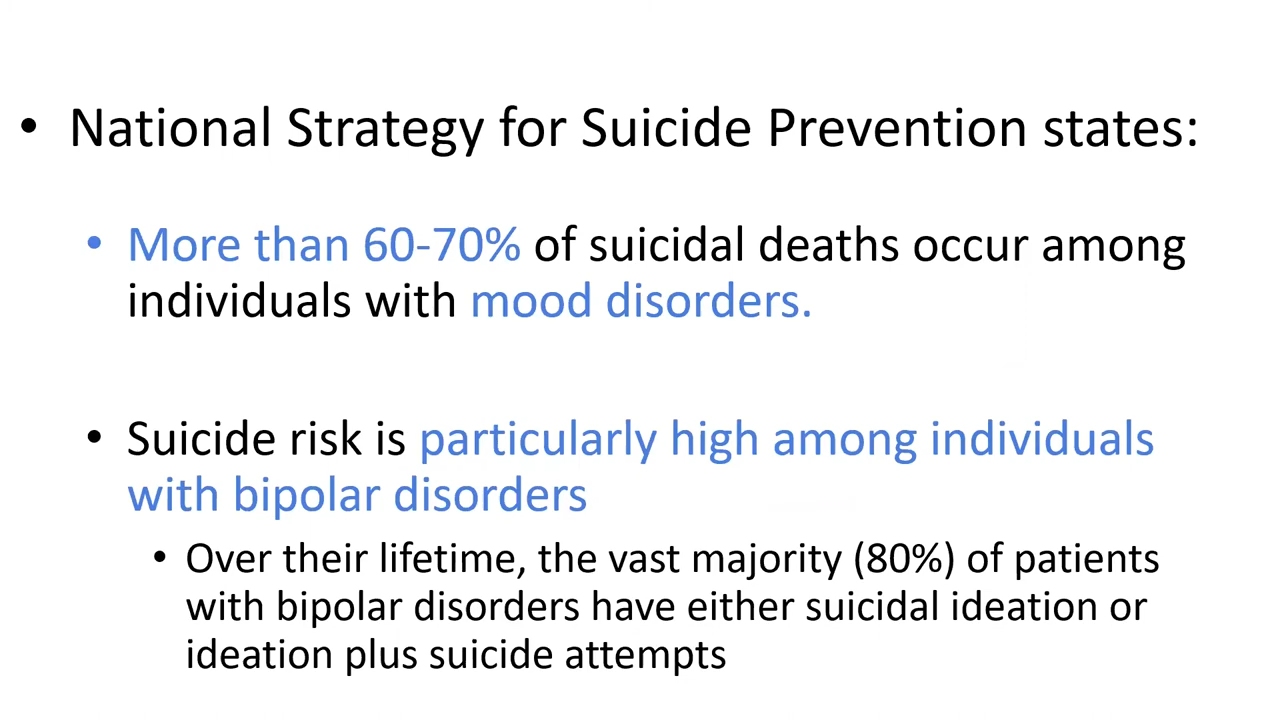 • National Strategy for Suicide Prevention states:
• More than 60-70% of suicidal deaths occur among
individuals with mood disorders.
• Suicide risk is particularly high among individuals
with bipolar disorders
• Over their lifetime, the vast majority (80%) of patients
with bipolar disorders have either suicidal ideation or
ideation plus suicide attempts